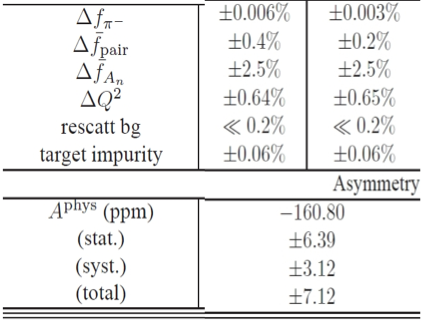 Δf_π⁻ ±0.006% ±0.003%
Δf̄_pair ±0.4% ±0.2%
Δf̄_Aₙ ±2.5% ±2.5%
ΔQ² ±0.64% ±0.65%
rescatt bg ≪ 0.2% ≪ 0.2%
target impurity ±0.06% ±0.06%
Asymmetry
A^phys (ppm) −160.80
(stat.) ±6.39
(syst.) ±3.12
(total) ±7.12